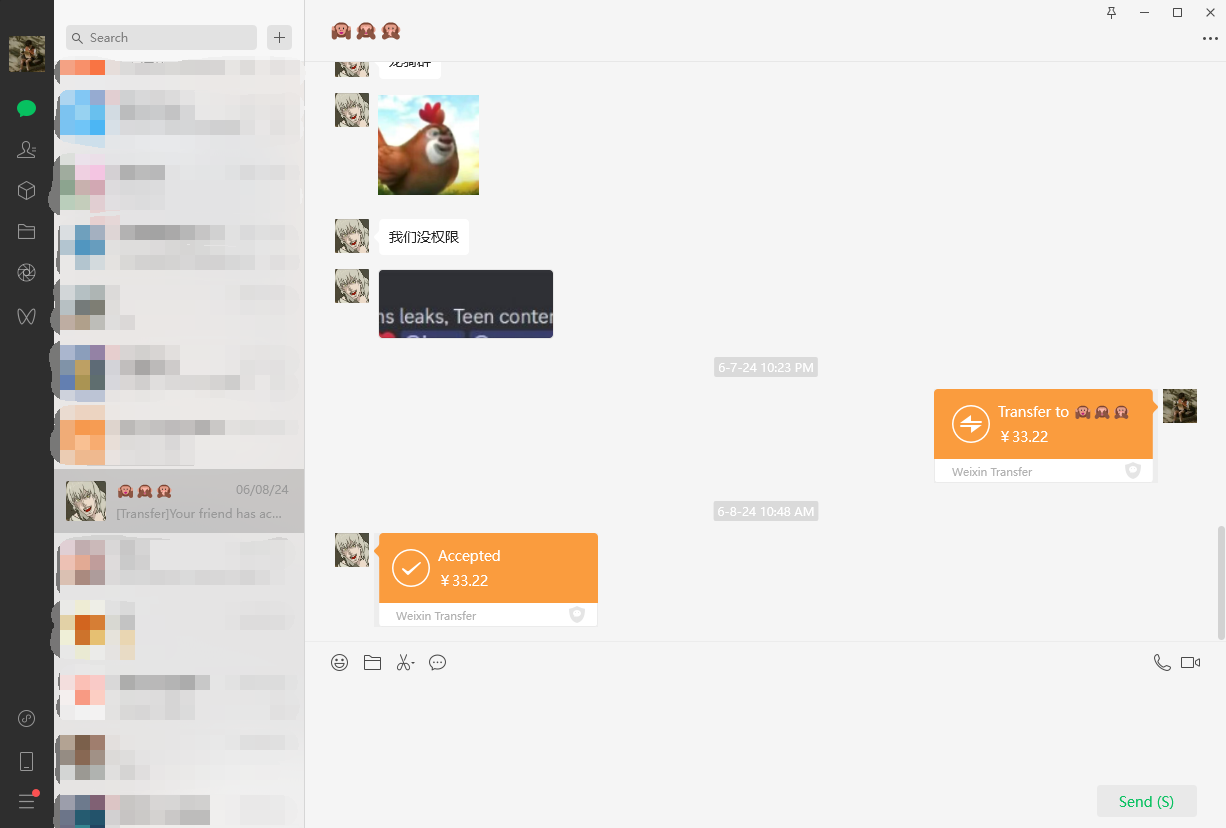 Search
06/08/24
[Transfer]Your friend has ac...
我们没权限
ns leaks, Teen conter
6-7-24 10:23 PM
Transfer to
￥33.22
Weixin Transfer
6-8-24 10:48 AM
Accepted
￥33.22
Weixin Transfer
Send (S)